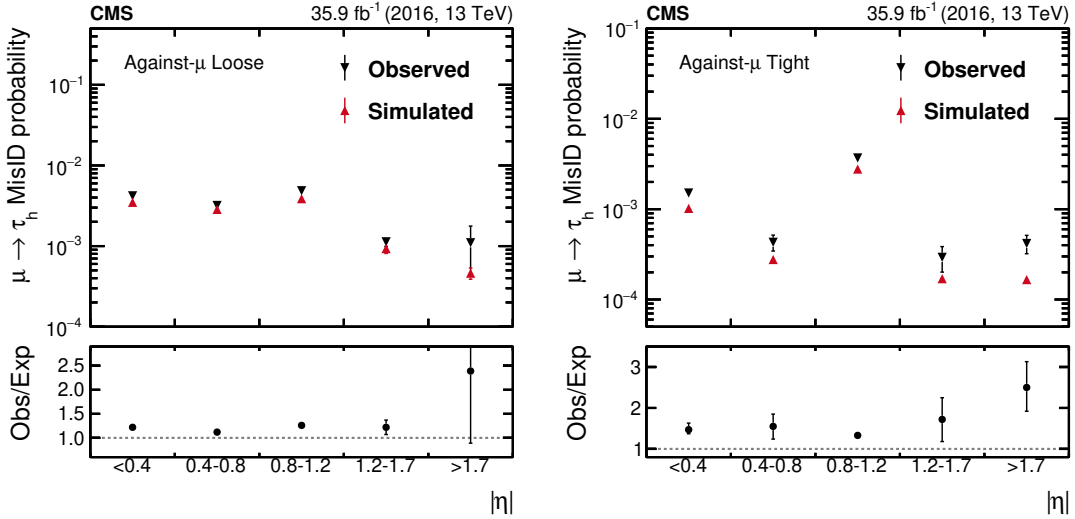 CMS 35.9 fb⁻¹ (2016, 13 TeV)
μ → τₕ MisID probability
Against-μ Loose
Observed
Simulated
10⁻¹
10⁻²
10⁻³
10⁻⁴
Obs/Exp
2.5
2.0
1.5
1.0
<0.4 0.4-0.8 0.8-1.2 1.2-1.7 >1.7
|η|
CMS 35.9 fb⁻¹ (2016, 13 TeV)
μ → τₕ MisID probability
10⁻¹
Against-μ Tight
Observed
Simulated
10⁻²
10⁻³
10⁻⁴
Obs/Exp
3
2
1
<0.4 0.4-0.8 0.8-1.2 1.2-1.7 >1.7
|η|